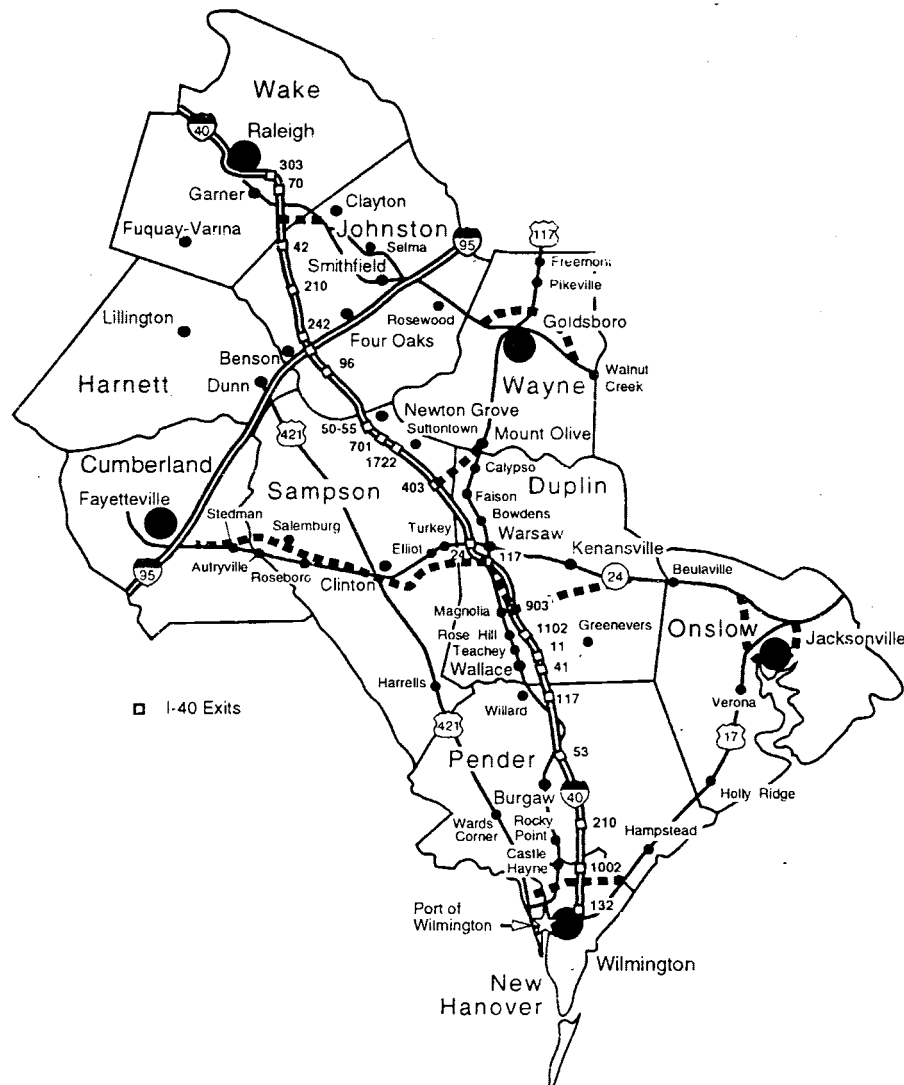 Wake
40
Raleigh
303
70
Garner
Clayton
Fuquay-Varina
Johnston
95
117
42
Selma
Freemont
Smithfield
Pikeville
210
Lillington
242
Rosewood
Goldsboro
Four Oaks
Benson
96
Walnut
Creek
Harnett
Dunn
Wayne
Newton Grove
421
50-55
Suttontown
Mount Olive
701
Cumberland
1722
Calypso
Fayetteville
Sampson
403
Faison
Duplin
Stedman
Salemburg
Bowdens
Turkey
Warsaw
Kenansville
Elliot
24
117
Autryville
95
Roseboro
Clinton
24
Beulaville
Magnolia
903
1102
Greenevers
Onslow
Rose Hill
11
Jacksonville
Teachey
41
Wallace
Harrells
117
Willard
Verona
I-40 Exits
421
17
53
Pender
Burgaw
40
Holly Ridge
Wards
Corner
Rocky
Point
210
Hampstead
Castle
Hayne
1002
132
Port of
Wilmington
Wilmington
New
Hanover